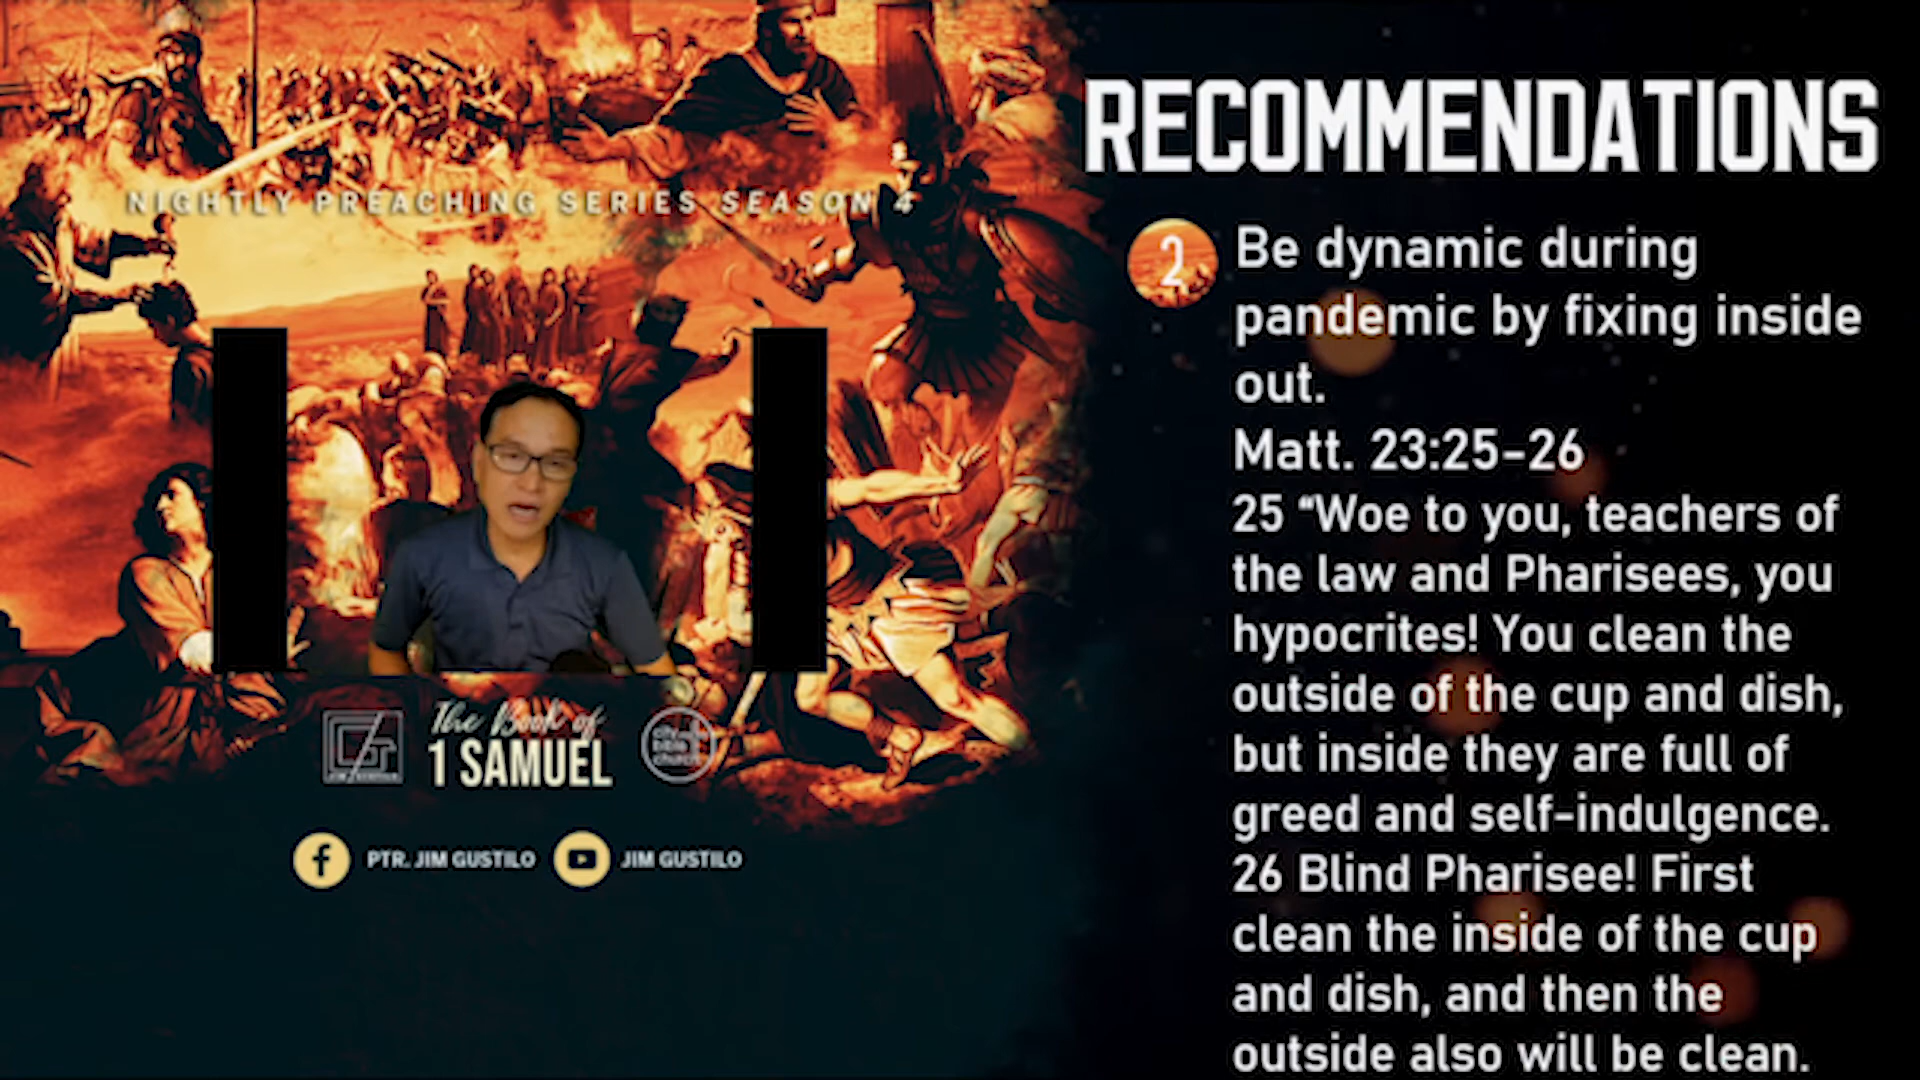 NIGHTLY PREACHING SERIES SEASON 4
The Book of
1 SAMUEL
city
bible
church
PTR. JIM GUSTILO
JIM GUSTILO
RECOMMENDATIONS
2
Be dynamic during
pandemic by fixing inside
out.
Matt. 23:25-26
25 “Woe to you, teachers of
the law and Pharisees, you
hypocrites! You clean the
outside of the cup and dish,
but inside they are full of
greed and self-indulgence.
26 Blind Pharisee! First
clean the inside of the cup
and dish, and then the
outside also will be clean.